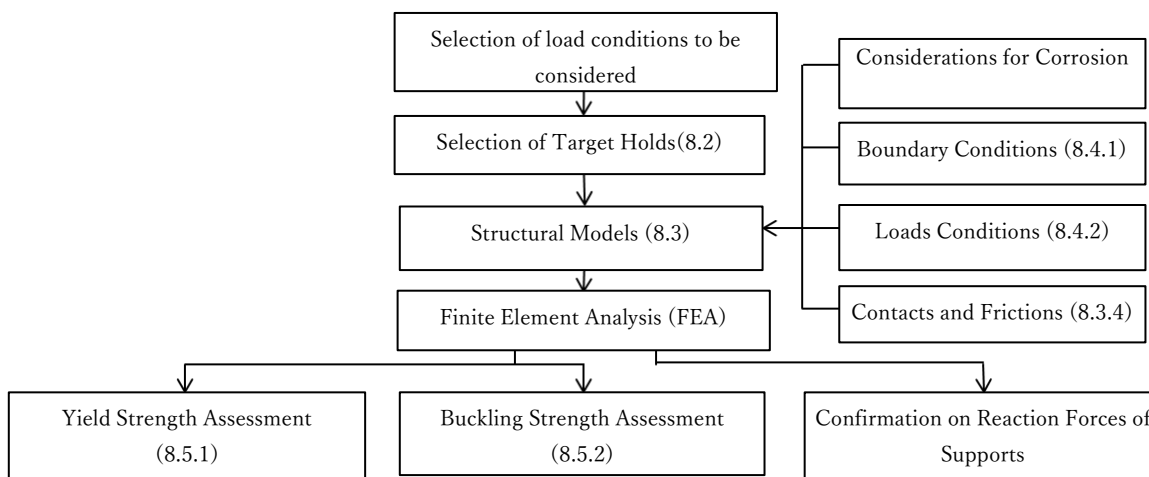 Selection of load conditions to be
considered
Considerations for Corrosion
Selection of Target Holds(8.2)
Boundary Conditions (8.4.1)
Structural Models (8.3)
Loads Conditions (8.4.2)
Finite Element Analysis (FEA)
Contacts and Frictions (8.3.4)
Yield Strength Assessment
(8.5.1)
Buckling Strength Assessment
(8.5.2)
Confirmation on Reaction Forces of
Supports